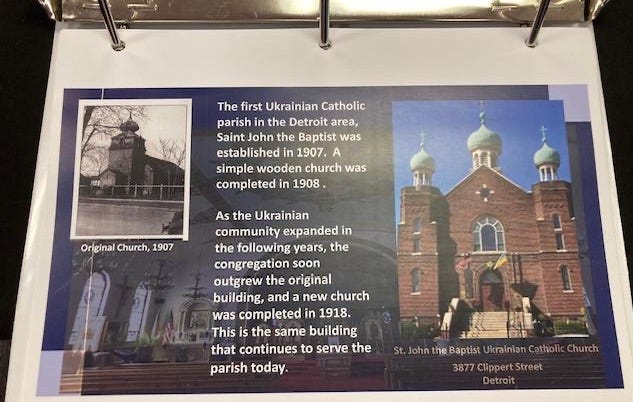 The first Ukrainian Catholic
parish in the Detroit area,
Saint John the Baptist was
established in 1907.  A
simple wooden church was
completed in 1908 .
As the Ukrainian
community expanded in
the following years, the
congregation soon
outgrew the original
building, and a new church
was completed in 1918.
This is the same building
that continues to serve the
parish today.
Original Church, 1907
St. John the Baptist Ukrainian Catholic Church
3877 Clippert Street
Detroit